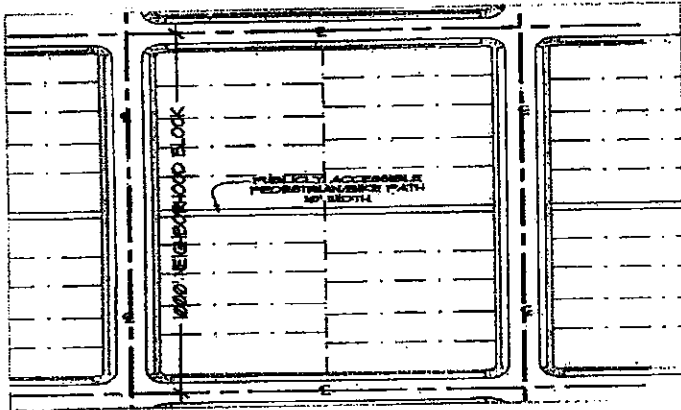 1000' NEIGHBORHOOD BLOCK
PUBLICLY ACCESSIBLE
PEDESTRIAN/BIKE PATH
10' WIDTH